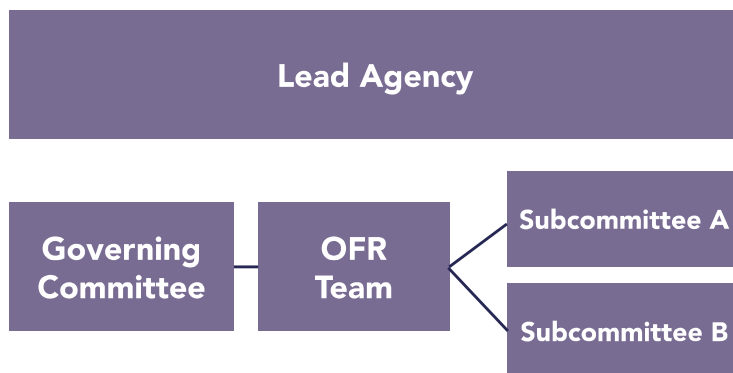 Lead Agency
Governing
Committee
OFR
Team
Subcommittee A
Subcommittee B